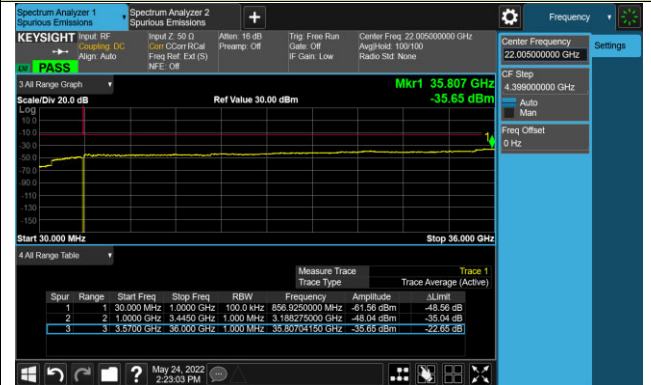 Spectrum Analyzer 1
Spurious Emissions
Spectrum Analyzer 2
Spurious Emissions
Frequency
KEYSIGHT
Input: RF
Coupling: DC
Align: Auto
Input Z: 50 Ω
Corr CCorr RCal
Freq Ref: Ext (S)
NFE: Off
Atten: 16 dB
Preamp: Off
Trig: Free Run
Gate: Off
IF Gain: Low
Center Freq: 22.005000000 GHz
Avg|Hold: 100/100
Radio Std: None
LXI PASS
Center Frequency
22.005000000 GHz
Settings
CF Step
4.399000000 GHz
Auto
Man
Freq Offset
0 Hz
3 All Range Graph
Mkr1 35.807 GHz
Scale/Div 20.0 dB
Ref Value 30.00 dBm
-35.65 dBm
Log
10.0
-10.0
-30.0
-50.0
-70.0
-90.0
-110
-130
-150
1
Start 30.000 MHz
Stop 36.000 GHz
4 All Range Table
Measure Trace Trace 1
Trace Type Trace Average (Active)
Spur Range Start Freq Stop Freq RBW Frequency Amplitude ΔLimit
1 1 30.000 MHz 1.0000 GHz 100.0 kHz 856.9250000 MHz -61.56 dBm -48.56 dB
2 2 1.0000 GHz 3.4450 GHz 1.000 MHz 3.188275000 GHz -48.04 dBm -35.04 dB
3 3 3.5700 GHz 36.000 GHz 1.000 MHz 35.80704150 GHz -35.65 dBm -22.65 dB
May 24, 2022
2:23:03 PM